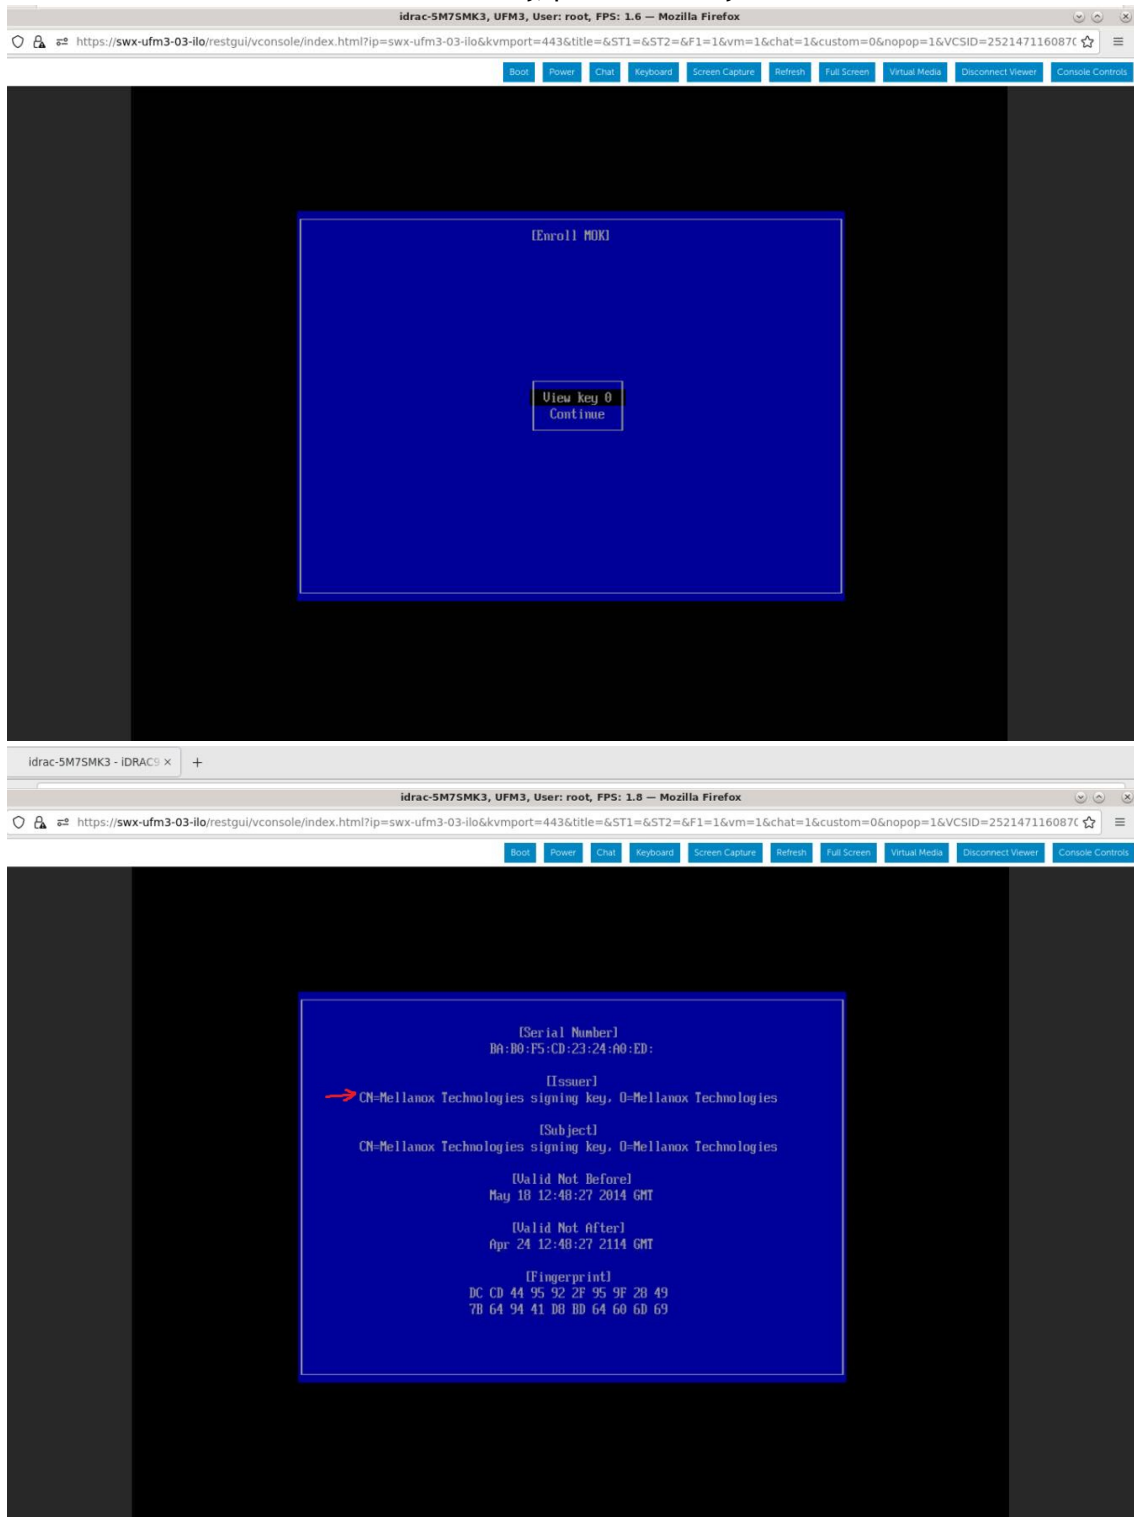 idrac-5M7SMK3, UFM3, User: root, FPS: 1.6 — Mozilla Firefox
https://swx-ufm3-03-ilo/restgui/vconsole/index.html?ip=swx-ufm3-03-ilo&kvmport=443&title=&ST1=&ST2=&F1=1&vm=1&chat=1&custom=0&nopop=1&VCSID=252147116087(
Boot Power Chat Keyboard Screen Capture Refresh Full Screen Virtual Media Disconnect Viewer Console Controls
[Enroll MOK]
View key 0
Continue
idrac-5M7SMK3 - iDRAC9 × +
idrac-5M7SMK3, UFM3, User: root, FPS: 1.8 — Mozilla Firefox
https://swx-ufm3-03-ilo/restgui/vconsole/index.html?ip=swx-ufm3-03-ilo&kvmport=443&title=&ST1=&ST2=&F1=1&vm=1&chat=1&custom=0&nopop=1&VCSID=252147116087(
Boot Power Chat Keyboard Screen Capture Refresh Full Screen Virtual Media Disconnect Viewer Console Controls
[Serial Number]
BA:B0:F5:CD:23:24:A0:ED:
[Issuer]
CN=Mellanox Technologies signing key, O=Mellanox Technologies
[Subject]
CN=Mellanox Technologies signing key, O=Mellanox Technologies
[Valid Not Before]
May 18 12:48:27 2014 GMT
[Valid Not After]
Apr 24 12:48:27 2114 GMT
[Fingerprint]
DC CD 44 95 92 2F 95 9F 28 49
7B 64 94 41 D8 BD 64 60 6D 69